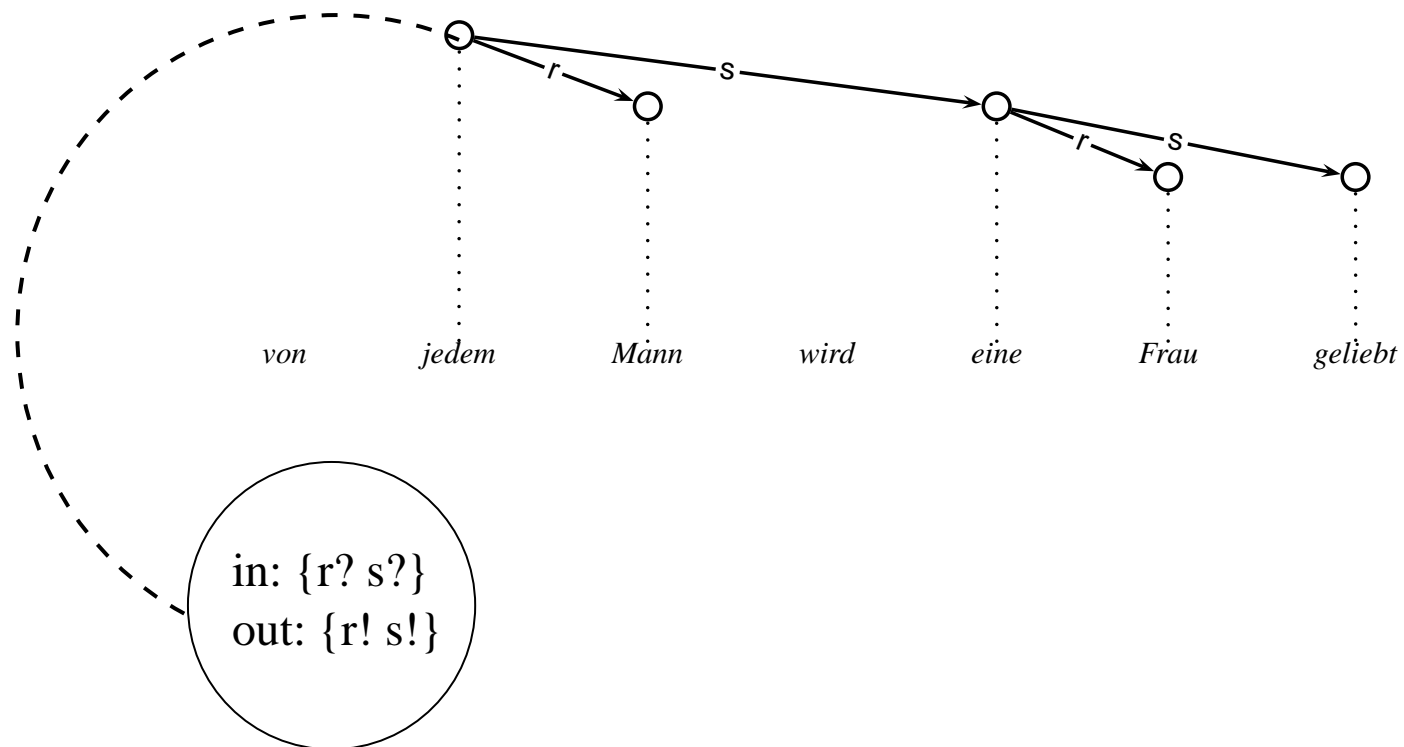 s
r
s
r
von jedem Mann wird eine Frau geliebt
in: {r? s?}
out: {r! s!}